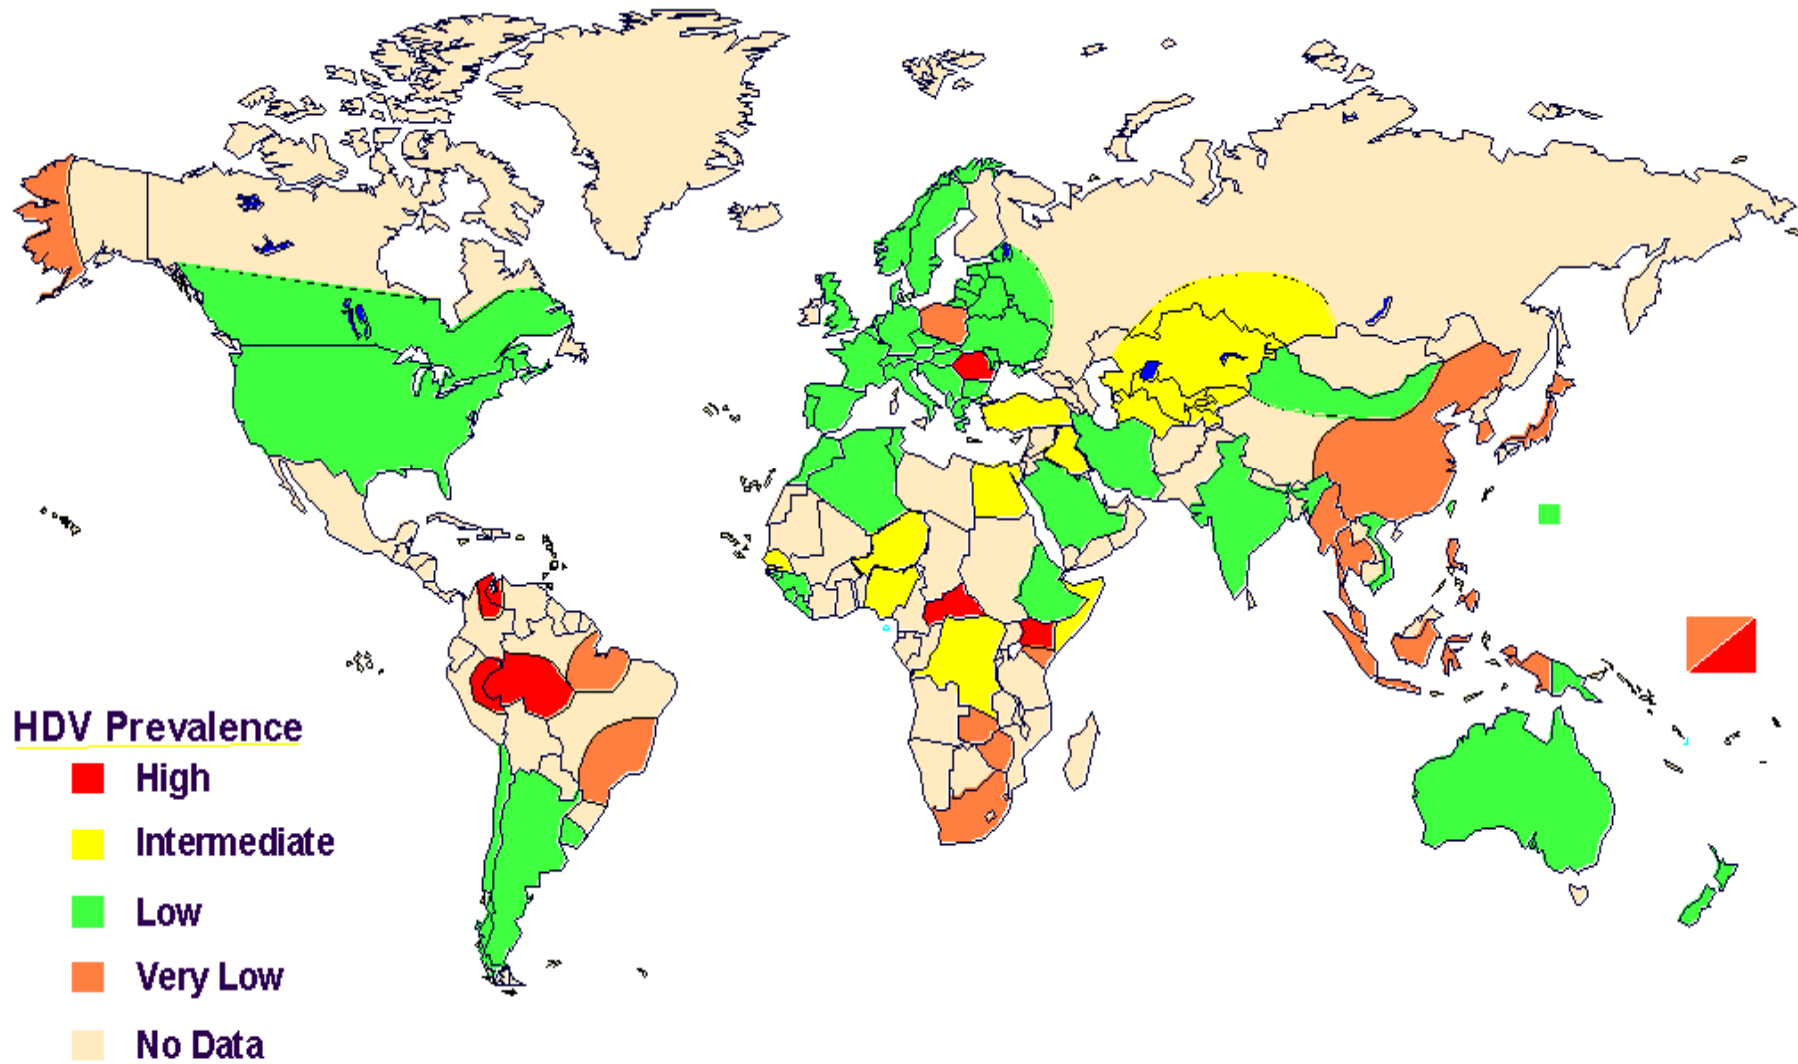 HDV Prevalence
High
Intermediate
Low
Very Low
No Data